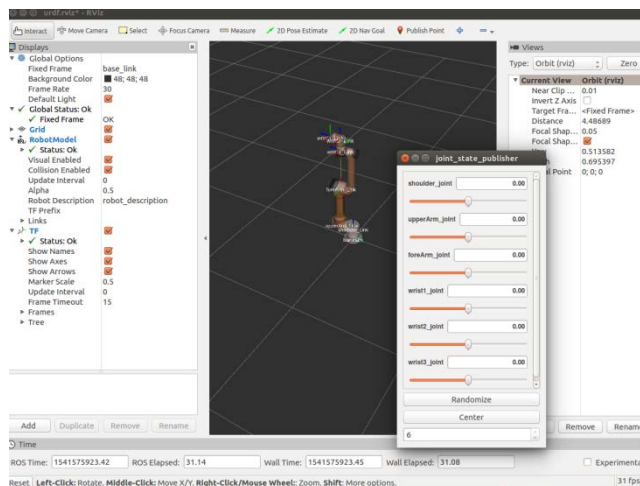 urdf.rviz* - RViz
Interact Move Camera Select Focus Camera Measure 2D Pose Estimate 2D Nav Goal Publish Point
Displays
Global Options
Fixed Frame base_link
Background Color 48; 48; 48
Frame Rate 30
Default Light
Global Status: Ok
Fixed Frame OK
Grid
RobotModel
Status: Ok
Visual Enabled
Collision Enabled
Update Interval 0
Alpha 0.5
Robot Description robot_description
TF Prefix
Links
TF
Status: Ok
Show Names
Show Axes
Show Arrows
Marker Scale 0.5
Update Interval 0
Frame Timeout 15
Frames
Tree
Add Duplicate Remove Rename
joint_state_publisher
shoulder_joint 0.00
upperArm_joint 0.00
foreArm_joint 0.00
wrist1_joint 0.00
wrist2_joint 0.00
wrist3_joint 0.00
Randomize
Center
6
Views
Type: Orbit (rviz) Zero
Current View Orbit (rviz)
Near Clip ... 0.01
Invert Z Axis
Target Fra... <Fixed Frame>
Distance 4.48689
Focal Shap... 0.05
Focal Shap...
0.513582
0.695397
al Point 0; 0; 0
Remove Rename
Time
ROS Time: 1541575923.42 ROS Elapsed: 31.14 Wall Time: 1541575923.45 Wall Elapsed: 31.08 Experimenta
Reset Left-Click: Rotate. Middle-Click: Move X/Y. Right-Click/Mouse Wheel: Zoom. Shift: More options. 31 fps